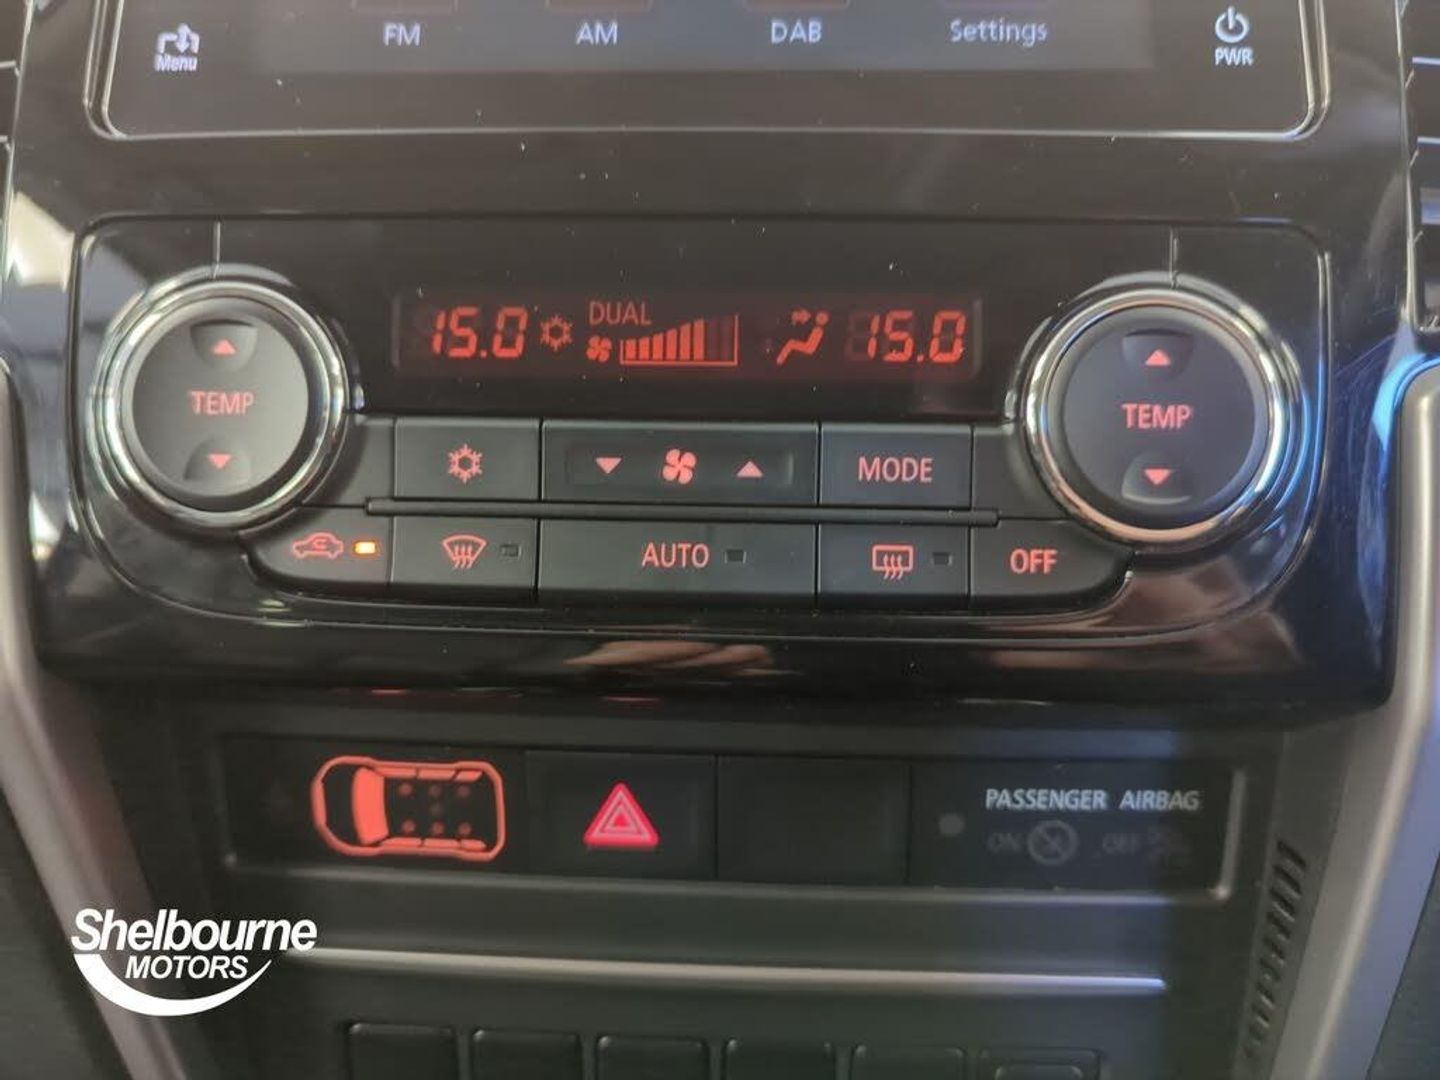 FM AM DAB Settings
Menu PWR
DUAL
15.0 15.0
TEMP TEMP
MODE
AUTO OFF
PASSENGER AIRBAG
ON OFF
Shelbourne
MOTORS